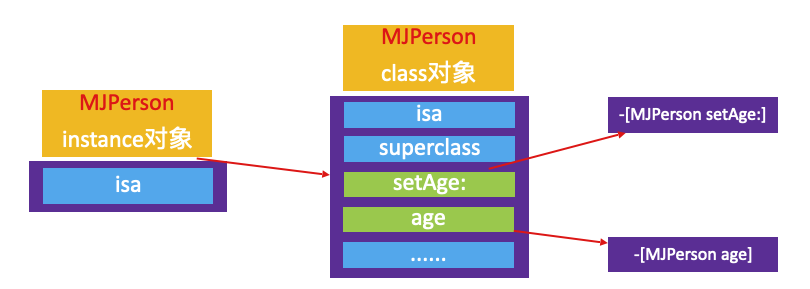 MJPerson
instance对象
isa
MJPerson
class对象
isa
superclass
setAge:
age
......
-[MJPerson setAge:]
-[MJPerson age]